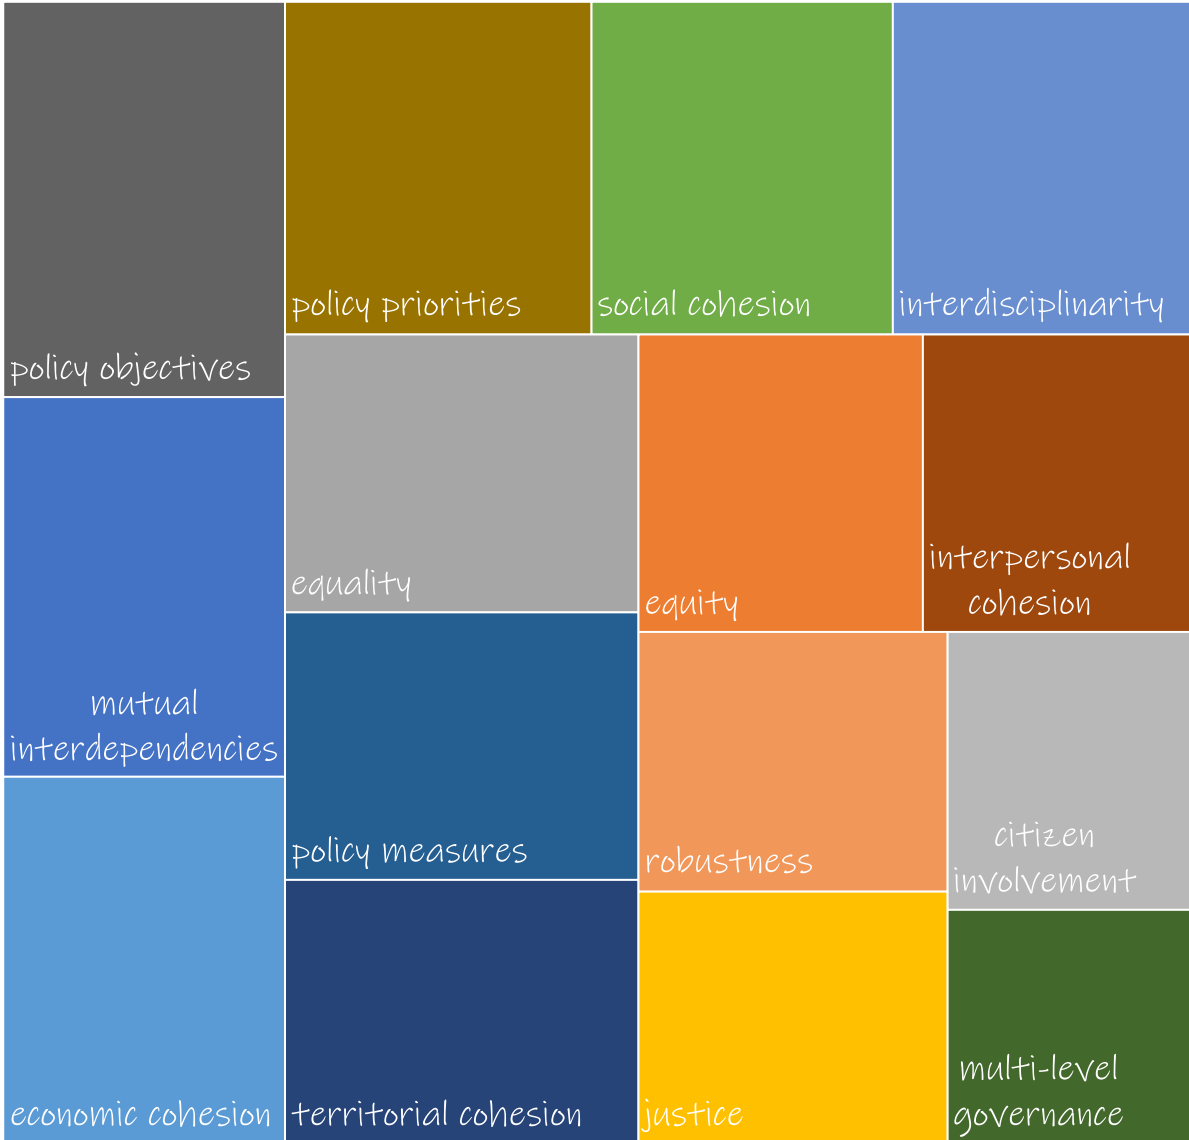 policy objectives
policy priorities
social cohesion
interdisciplinarity
mutual
interdependencies
equality
equity
interpersonal
cohesion
policy measures
robustness
citizen
involvement
economic cohesion
territorial cohesion
justice
multi-level
governance